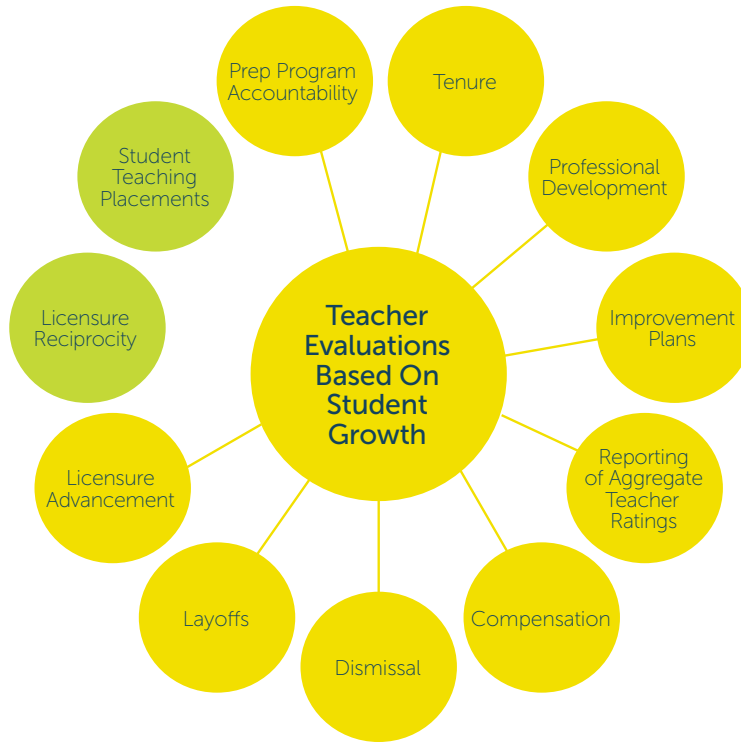 Prep Program
Accountability
Tenure
Student
Teaching
Placements
Professional
Development
Licensure
Reciprocity
Teacher
Evaluations
Based On
Student
Growth
Improvement
Plans
Licensure
Advancement
Reporting
of Aggregate
Teacher
Ratings
Layoffs
Compensation
Dismissal